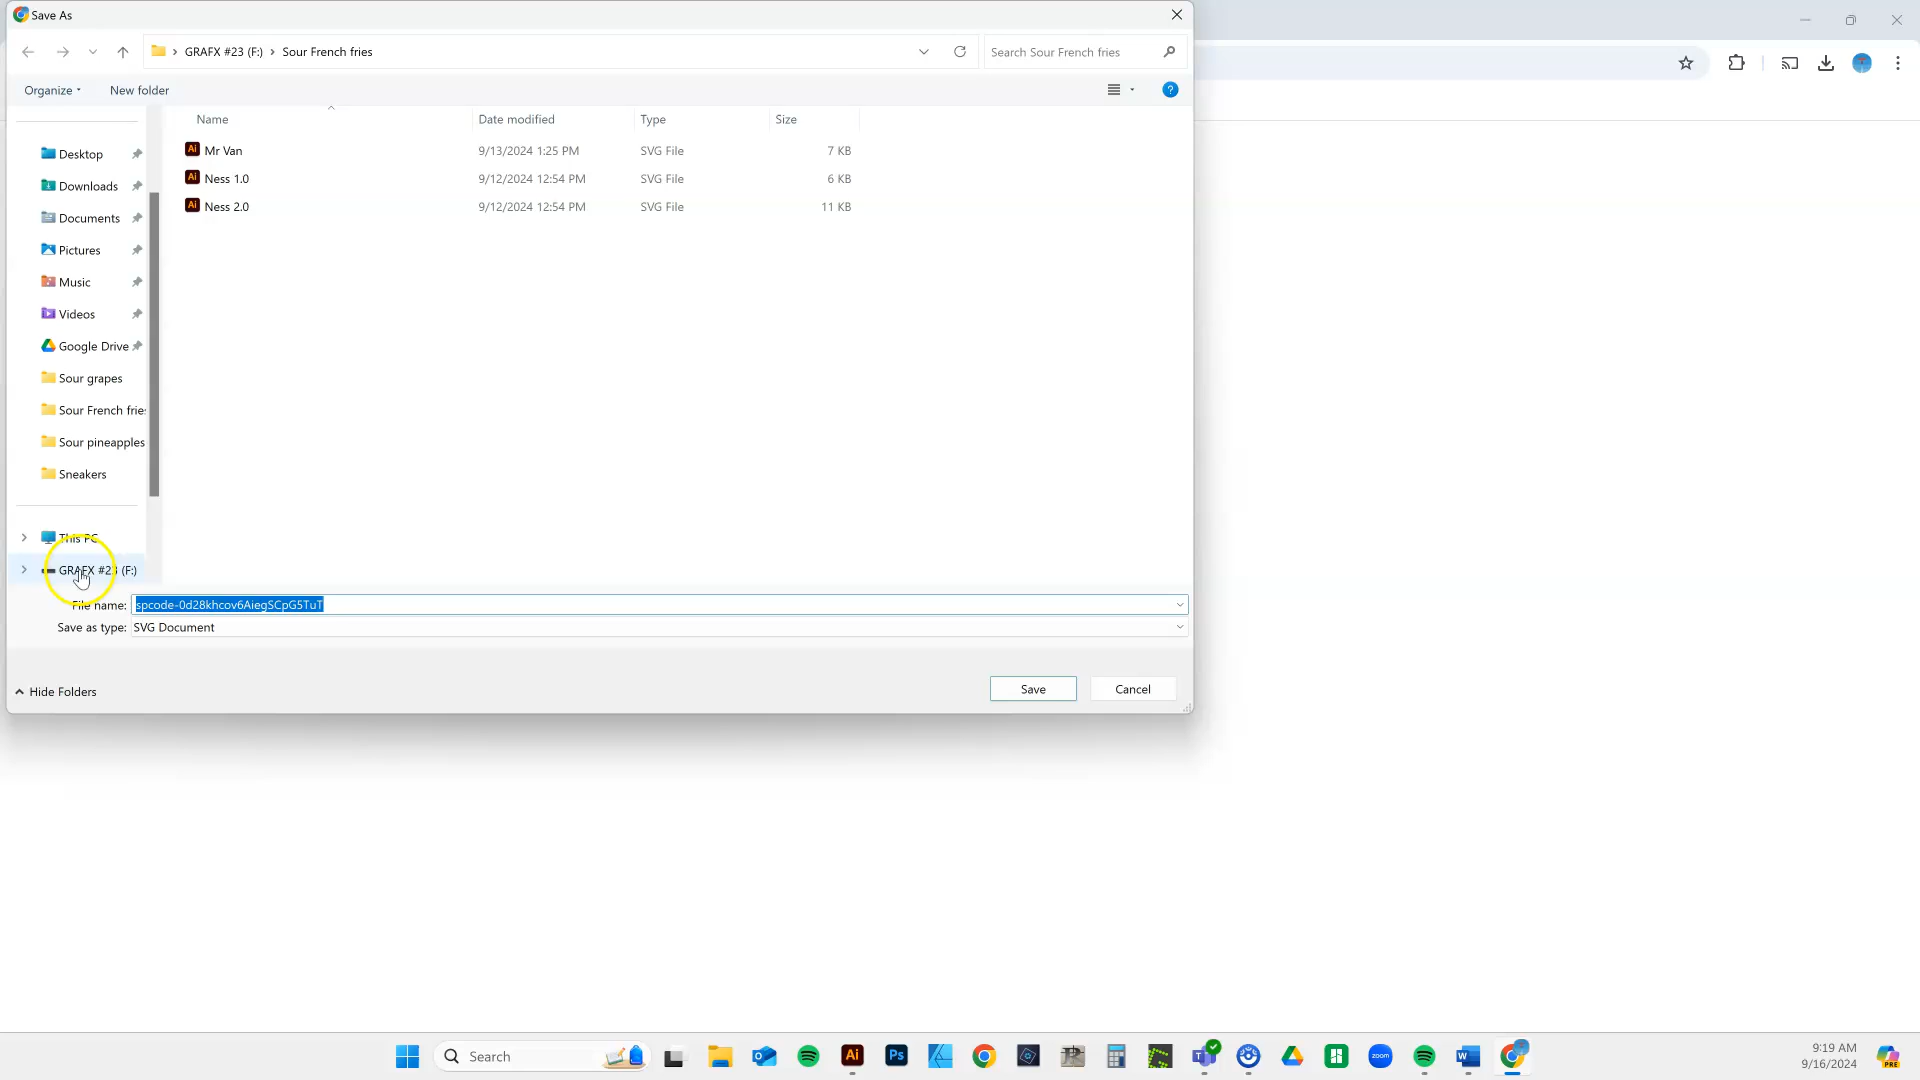 Save As
GRAFX #23 (F:) Sour French fries
Search Sour French fries
Organize New folder
Name Date modified Type Size
Desktop
Mr Van 9/13/2024 1:25 PM SVG File 7 KB
Downloads
Ness 1.0 9/12/2024 12:54 PM SVG File 6 KB
Documents
Ness 2.0 9/12/2024 12:54 PM SVG File 11 KB
Pictures
Music
Videos
Google Drive
Sour grapes
Sour French fries
Sour pineapples
Sneakers
This PC
GRAFX #23 (F:)
File name: spcode-0d28khcov6AiegSCpG5TuT
Save as type: SVG Document
Hide Folders
Save Cancel
Search
Ai
Ps
zoom
W
PRE
9:19 AM
9/16/2024